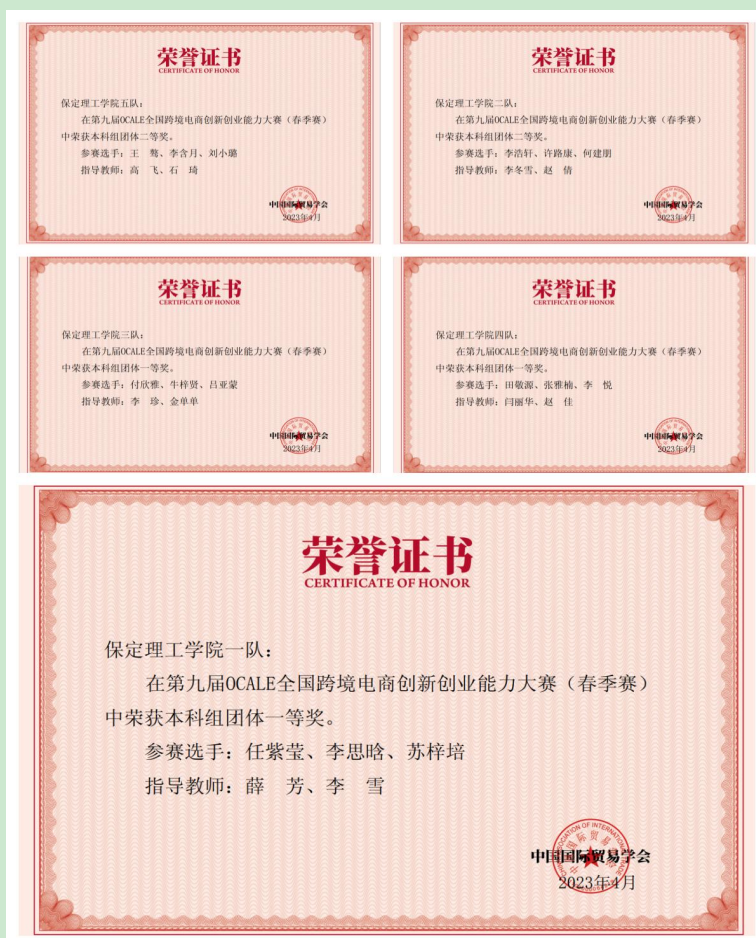 荣誉证书
CERTIFICATE OF HONOR
保定理工学院五队：
在第九届OCALE全国跨境电商创新创业能力大赛（春季赛）
中荣获本科组团体二等奖。
参赛选手：王　骜、李含月、刘小璐
指导教师：高　飞、石　琦
中国国际贸易学会
2023年4月
荣誉证书
CERTIFICATE OF HONOR
保定理工学院二队：
在第九届OCALE全国跨境电商创新创业能力大赛（春季赛）
中荣获本科组团体二等奖。
参赛选手：李浩轩、许路康、何建朋
指导教师：李冬雪、赵　倩
中国国际贸易学会
2023年4月
荣誉证书
CERTIFICATE OF HONOR
保定理工学院三队：
在第九届OCALE全国跨境电商创新创业能力大赛（春季赛）
中荣获本科组团体一等奖。
参赛选手：付欣雅、牛梓贤、吕亚蒙
指导教师：李　珍、金单单
中国国际贸易学会
2023年4月
荣誉证书
CERTIFICATE OF HONOR
保定理工学院四队：
在第九届OCALE全国跨境电商创新创业能力大赛（春季赛）
中荣获本科组团体一等奖。
参赛选手：田敬源、张雅楠、李　悦
指导教师：闫丽华、赵　佳
中国国际贸易学会
2023年4月
荣誉证书
CERTIFICATE OF HONOR
保定理工学院一队：
在第九届OCALE全国跨境电商创新创业能力大赛（春季赛）
中荣获本科组团体一等奖。
参赛选手：任紫莹、李思晗、苏梓培
指导教师：薛　芳、李　雪
中国国际贸易学会
2023年4月